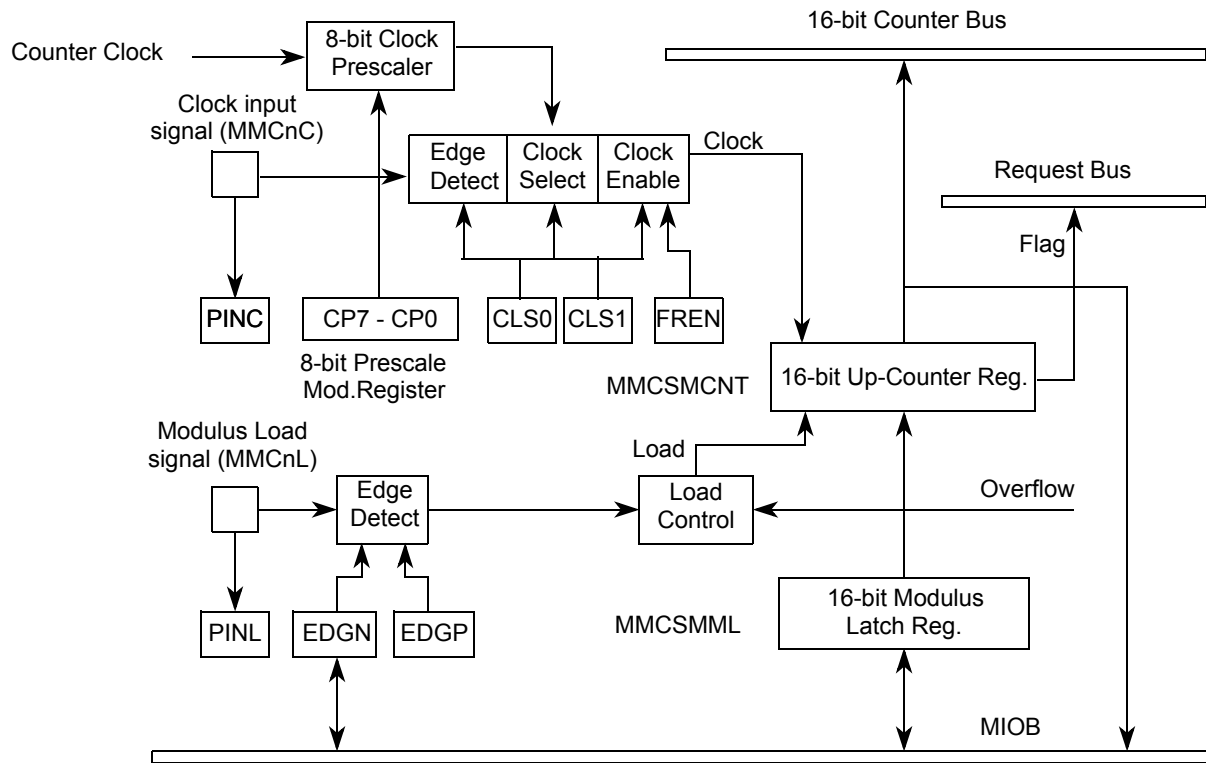 16-bit Counter Bus
Counter Clock
8-bit Clock
Prescaler
Clock input
signal (MMCnC)
Edge
Detect
Clock
Select
Clock
Enable
Clock
Request Bus
Flag
PINC
CP7 - CP0
CLS0
CLS1
FREN
8-bit Prescale
Mod.Register
MMCSMCNT
16-bit Up-Counter Reg.
Modulus Load
signal (MMCnL)
Load
Edge
Detect
Load
Control
Overflow
16-bit Modulus
Latch Reg.
MMCSMML
PINL
EDGN
EDGP
MIOB